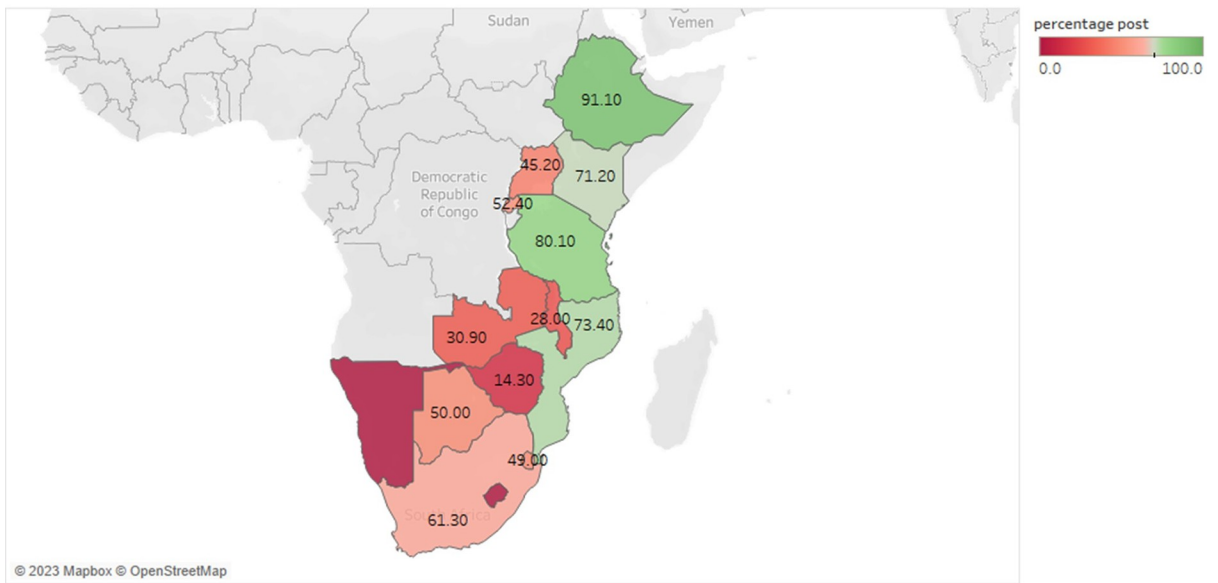 Sudan
Yemen
percentage post
0.0
100.0
91.10
45.20
71.20
Democratic
Republic
of Congo
52.40
80.10
28.00
73.40
30.90
14.30
50.00
49.00
South Africa
61.30
© 2023 Mapbox © OpenStreetMap